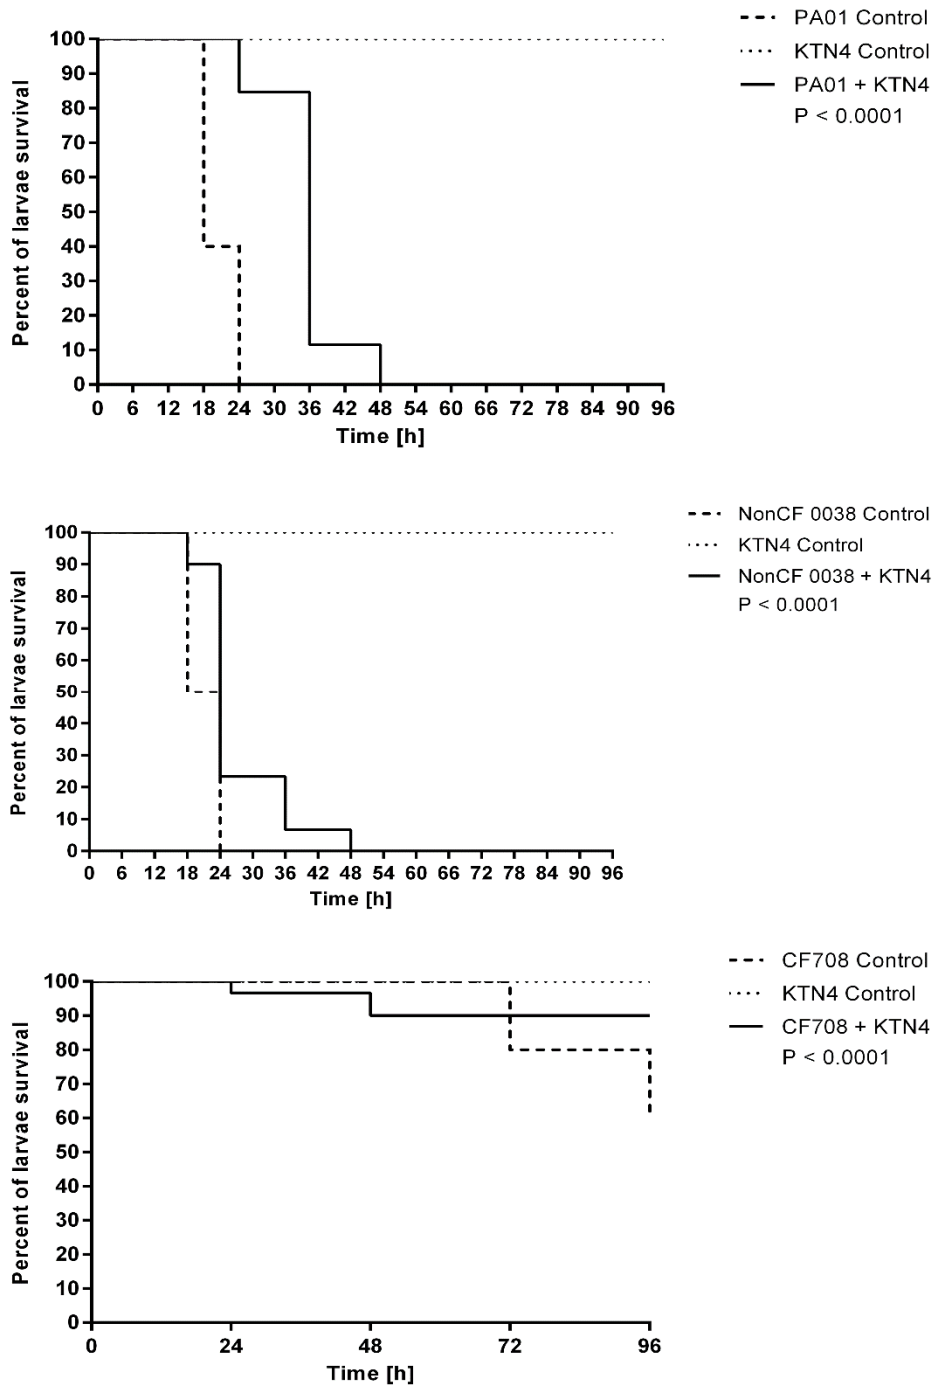 PA01 Control
KTN4 Control
PA01 + KTN4
P < 0.0001
Percent of larvae survival
100
90
80
70
60
50
40
30
20
10
0
0 6 12 18 24 36 42 48 54 60 66 72 78 84 90 96
Time [h]
NonCF 0038 Control
KTN4 Control
NonCF 0038 + KTN4
P < 0.0001
Percent of larvae survival
100
90
80
70
60
50
40
30
20
10
0
0 6 12 18 24 30 36 42 48 54 60 66 72 78 84 90 96
Time [h]
CF708 Control
KTN4 Control
CF708 + KTN4
P < 0.0001
Percent of larvae survival
100
90
80
70
60
50
40
30
20
10
0
0 24 48 72 96
Time [h]